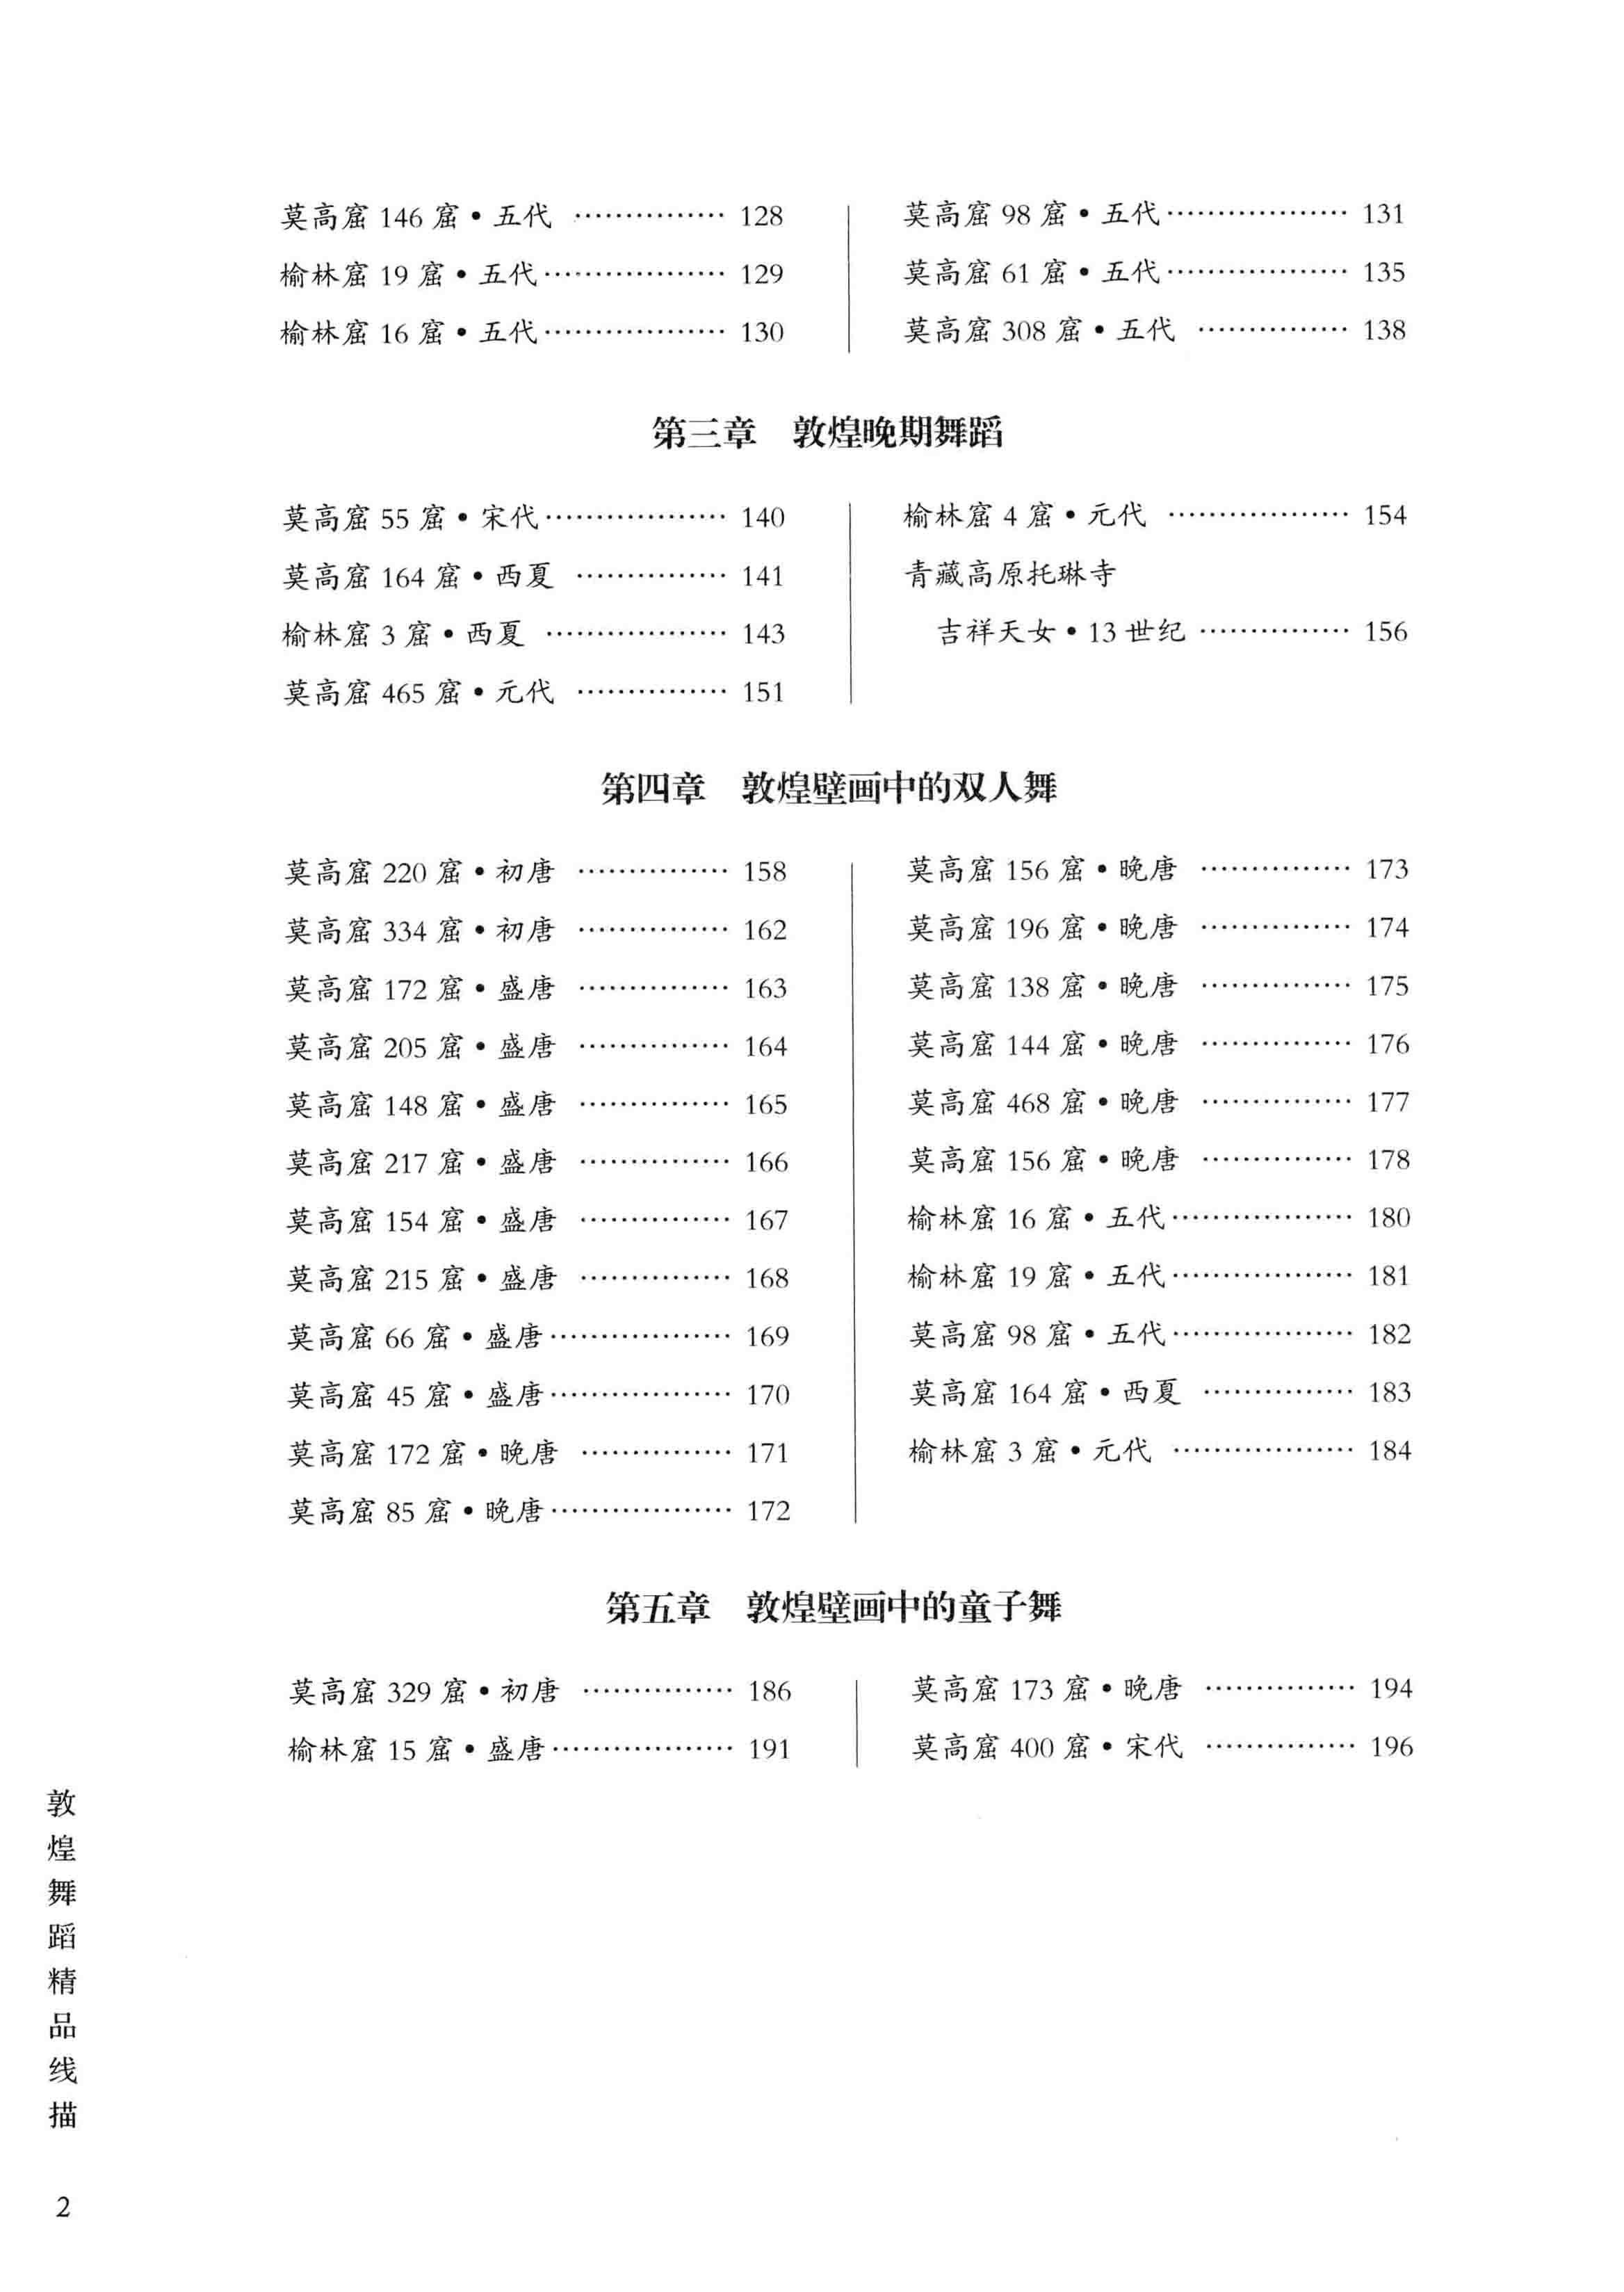 莫高窟 146 窟·五代 …………… 128
榆林窟 19 窟·五代……………… 129
榆林窟 16 窟·五代……………… 130
莫高窟 98 窟·五代……………… 131
莫高窟 61 窟·五代……………… 135
莫高窟 308 窟·五代 …………… 138
第三章 敦煌晚期舞蹈
莫高窟 55 窟·宋代……………… 140
莫高窟 164 窟·西夏 …………… 141
榆林窟 3 窟·西夏 ……………… 143
莫高窟 465 窟·元代 …………… 151
榆林窟 4 窟·元代 ……………… 154
青藏高原托琳寺
吉祥天女·13 世纪 …………… 156
第四章 敦煌壁画中的双人舞
莫高窟 220 窟·初唐 …………… 158
莫高窟 334 窟·初唐 …………… 162
莫高窟 172 窟·盛唐 …………… 163
莫高窟 205 窟·盛唐 …………… 164
莫高窟 148 窟·盛唐 …………… 165
莫高窟 217 窟·盛唐 …………… 166
莫高窟 154 窟·盛唐 …………… 167
莫高窟 215 窟·盛唐 …………… 168
莫高窟 66 窟·盛唐……………… 169
莫高窟 45 窟·盛唐……………… 170
莫高窟 172 窟·晚唐 …………… 171
莫高窟 85 窟·晚唐……………… 172
莫高窟 156 窟·晚唐 …………… 173
莫高窟 196 窟·晚唐 …………… 174
莫高窟 138 窟·晚唐 …………… 175
莫高窟 144 窟·晚唐 …………… 176
莫高窟 468 窟·晚唐 …………… 177
莫高窟 156 窟·晚唐 …………… 178
榆林窟 16 窟·五代……………… 180
榆林窟 19 窟·五代……………… 181
莫高窟 98 窟·五代……………… 182
莫高窟 164 窟·西夏 …………… 183
榆林窟 3 窟·元代 ……………… 184
第五章 敦煌壁画中的童子舞
莫高窟 329 窟·初唐 …………… 186
榆林窟 15 窟·盛唐……………… 191
莫高窟 173 窟·晚唐 …………… 194
莫高窟 400 窟·宋代 …………… 196
敦煌舞蹈精品线描
2